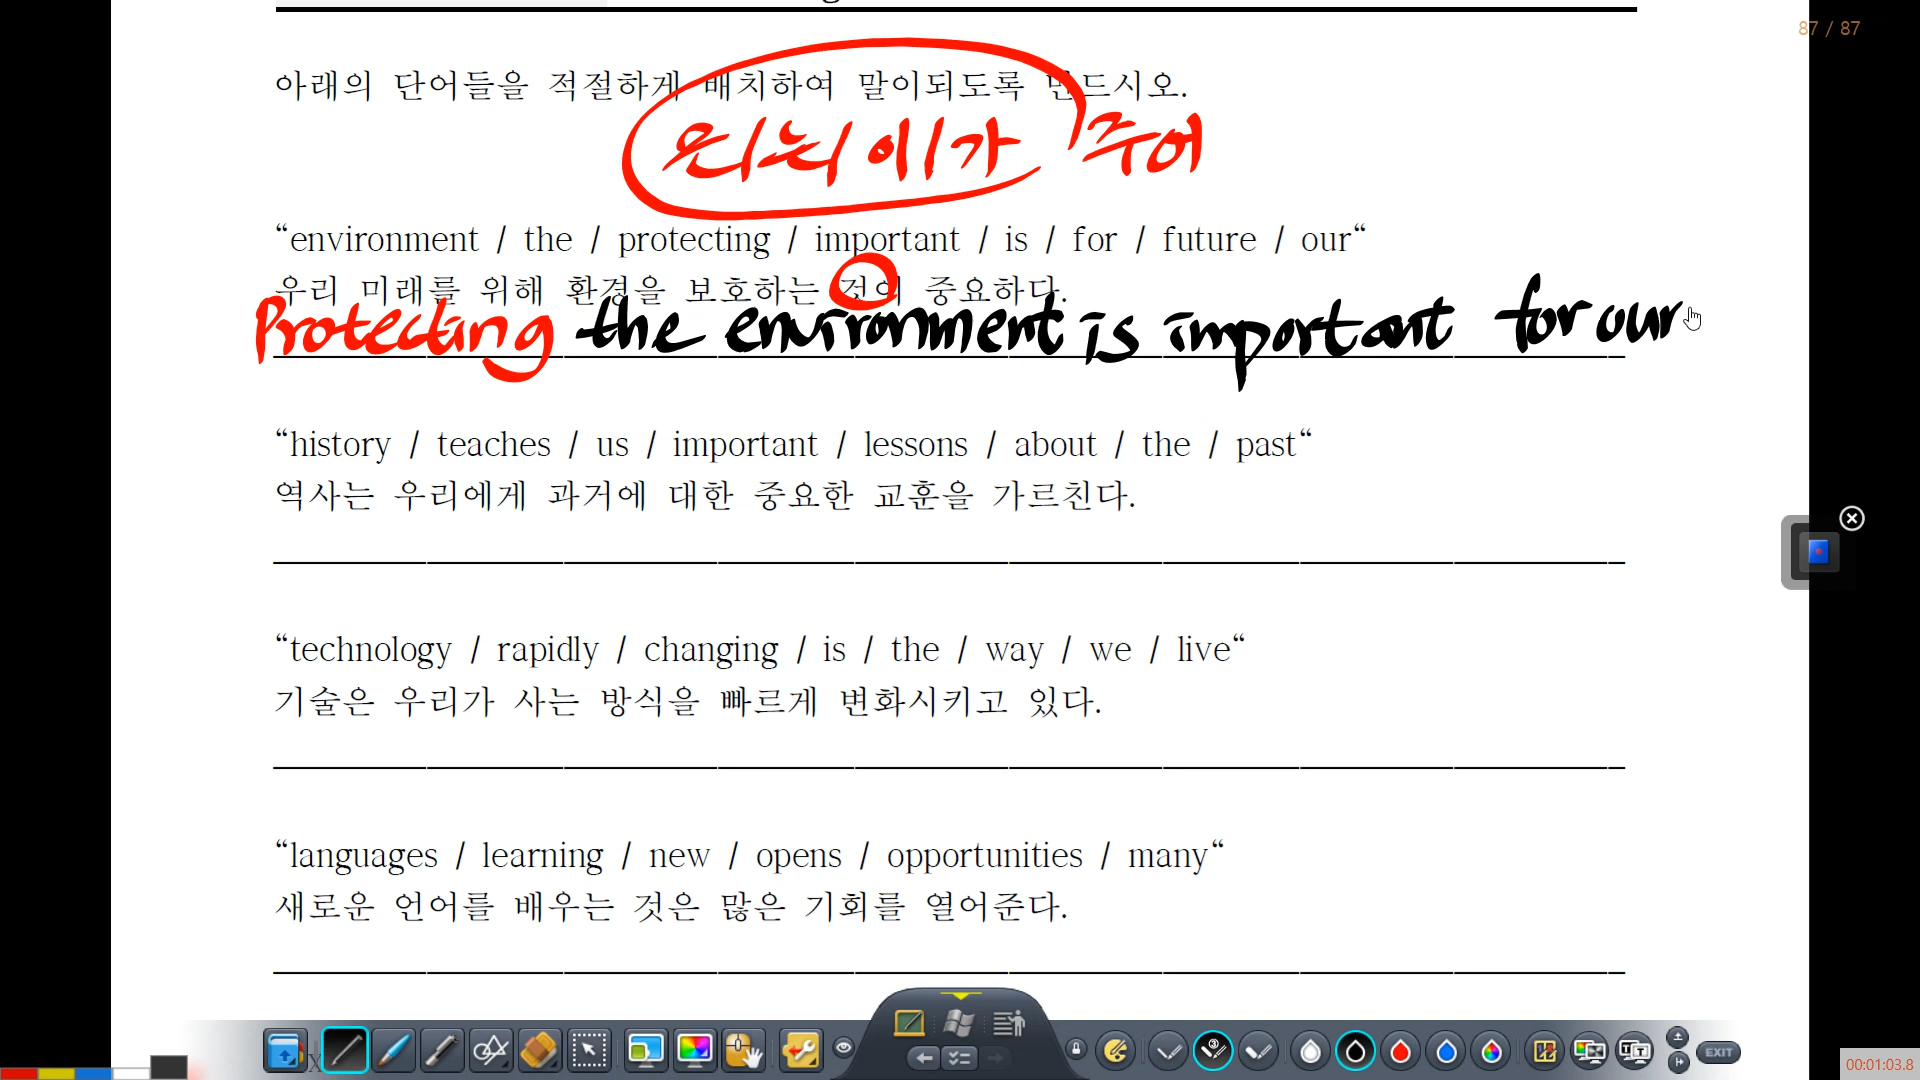 87 / 87
아래의 단어들을 적절하게 배치하여 말이되도록 만드시오.
은는이가 주어
“environment / the / protecting / important / is / for / future / our“
우리 미래를 위해 환경을 보호하는 것이 중요하다.
Protecting the environment is important for our
“history / teaches / us / important / lessons / about / the / past“
역사는 우리에게 과거에 대한 중요한 교훈을 가르친다.
“technology / rapidly / changing / is / the / way / we / live“
기술은 우리가 사는 방식을 빠르게 변화시키고 있다.
“languages / learning / new / opens / opportunities / many“
새로운 언어를 배우는 것은 많은 기회를 열어준다.
EXIT
00:01:03.8